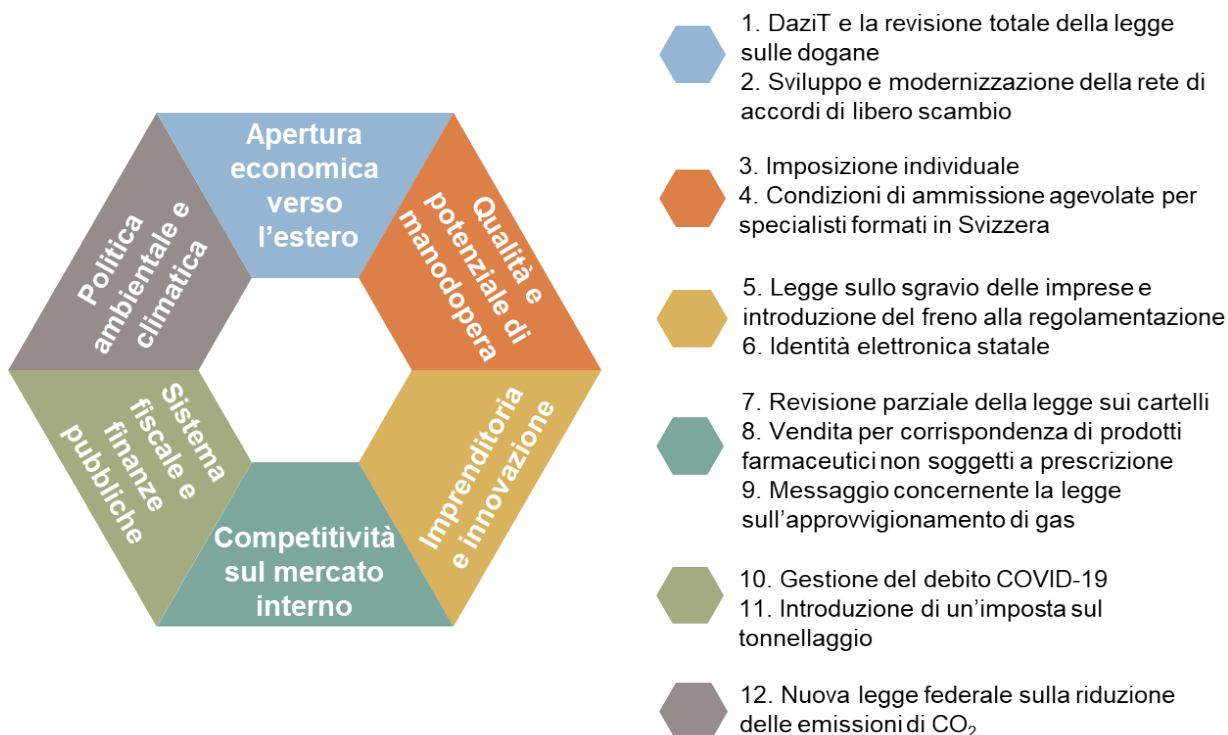 Apertura
economica
verso
l’estero
Qualità e
potenziale di
manodopera
Imprenditoria
e innovazione
Competitività
sul mercato
interno
Sistema
fiscale e
finanze
pubbliche
Politica
ambientale e
climatica
1. DaziT e la revisione totale della legge
sulle dogane
2. Sviluppo e modernizzazione della rete di
accordi di libero scambio
3. Imposizione individuale
4. Condizioni di ammissione agevolate per
specialisti formati in Svizzera
5. Legge sullo sgravio delle imprese e
introduzione del freno alla regolamentazione
6. Identità elettronica statale
7. Revisione parziale della legge sui cartelli
8. Vendita per corrispondenza di prodotti
farmaceutici non soggetti a prescrizione
9. Messaggio concernente la legge
sull’approvvigionamento di gas
10. Gestione del debito COVID-19
11. Introduzione di un’imposta sul
tonnellaggio
12. Nuova legge federale sulla riduzione
delle emissioni di CO₂